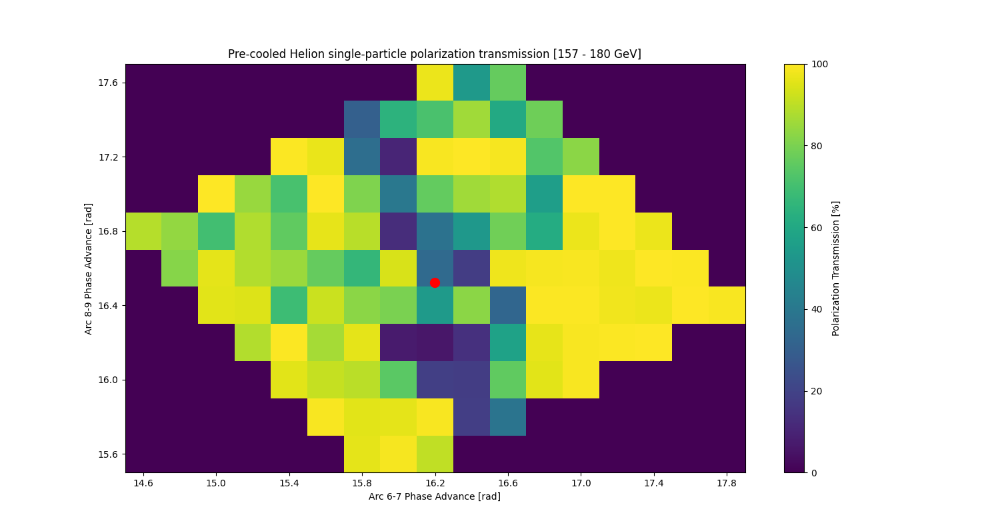 Pre-cooled Helion single-particle polarization transmission [157 - 180 GeV]
Arc 8-9 Phase Advance [rad]
17.6
17.2
16.8
16.4
16.0
15.6
14.6 15.0 15.4 15.8 16.2 16.6 17.0 17.4 17.8
Arc 6-7 Phase Advance [rad]
100
80
60
40
20
0
Polarization Transmission [%]